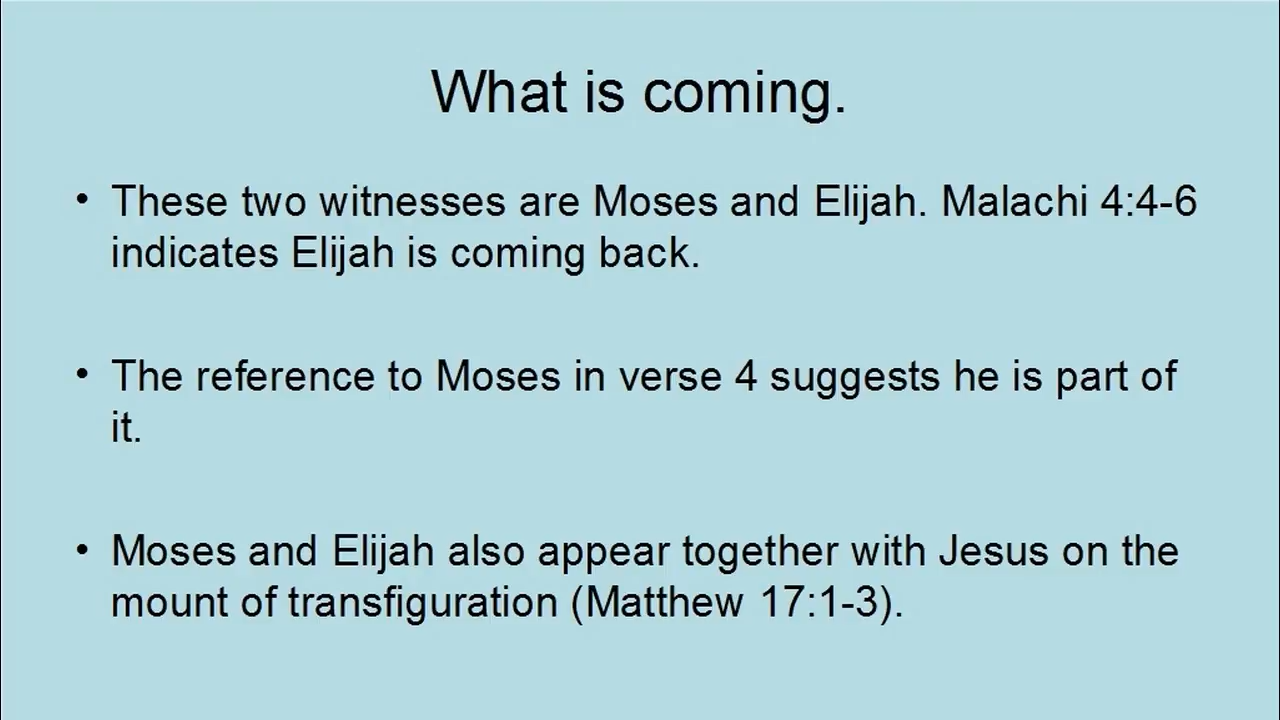 What is coming.
• These two witnesses are Moses and Elijah. Malachi 4:4-6
indicates Elijah is coming back.
• The reference to Moses in verse 4 suggests he is part of
it.
• Moses and Elijah also appear together with Jesus on the
mount of transfiguration (Matthew 17:1-3).